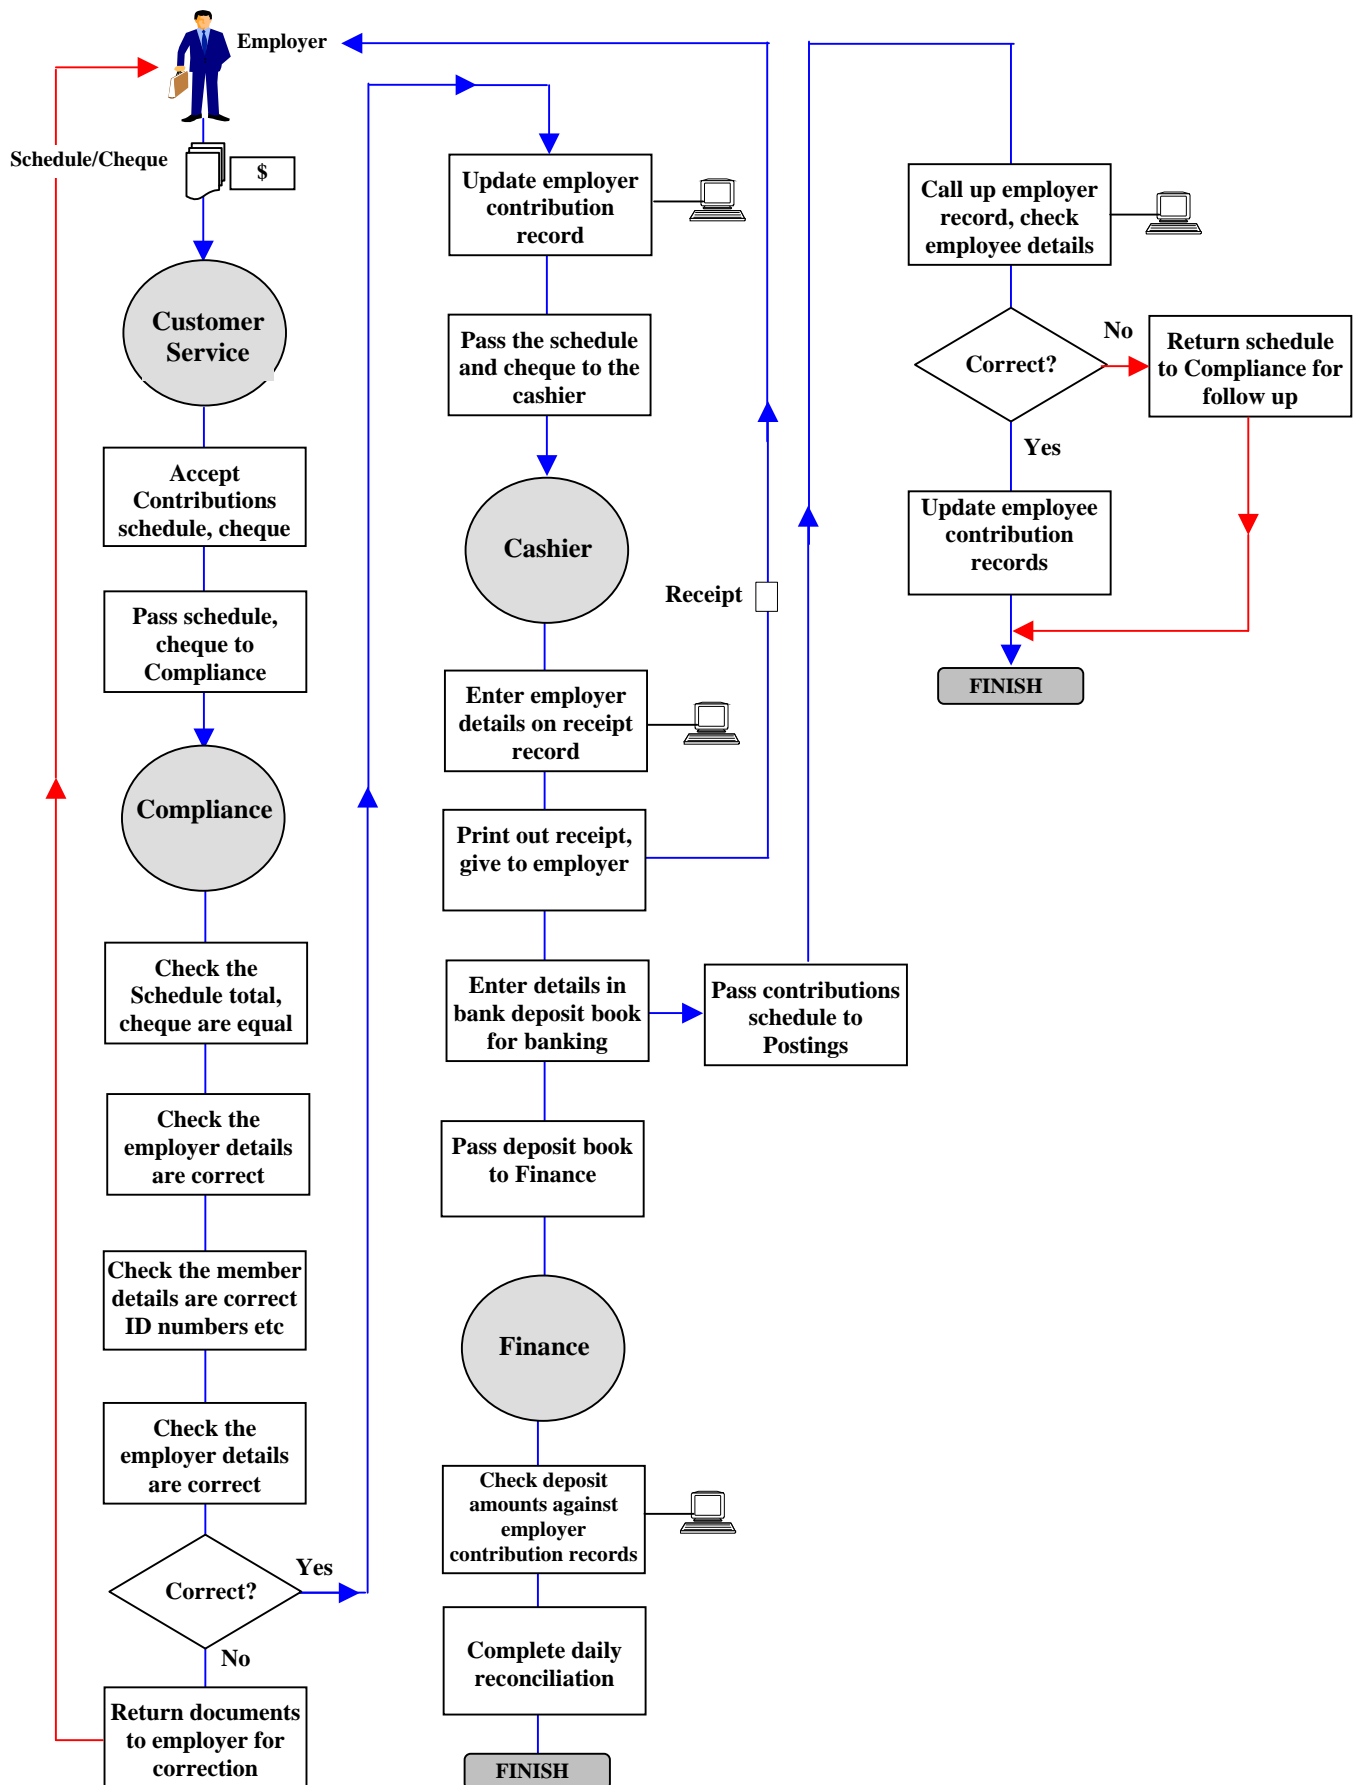 Employer
Schedule/Cheque
$
Customer
Service
Accept
Contributions
schedule, cheque
Pass schedule,
cheque to
Compliance
Compliance
Check the
Schedule total,
cheque are equal
Check the
employer details
are correct
Check the member
details are correct
ID numbers etc
Check the
employer details
are correct
Correct?
Yes
No
Return documents
to employer for
correction
Update employer
contribution
record
Pass the schedule
and cheque to the
cashier
Cashier
Receipt
Enter employer
details on receipt
record
Print out receipt,
give to employer
Enter details in
bank deposit book
for banking
Pass contributions
schedule to
Postings
Pass deposit book
to Finance
Finance
Check deposit
amounts against
employer
contribution records
Complete daily
reconciliation
FINISH
Call up employer
record, check
employee details
Correct?
No
Return schedule
to Compliance for
follow up
Yes
Update employee
contribution
records
FINISH